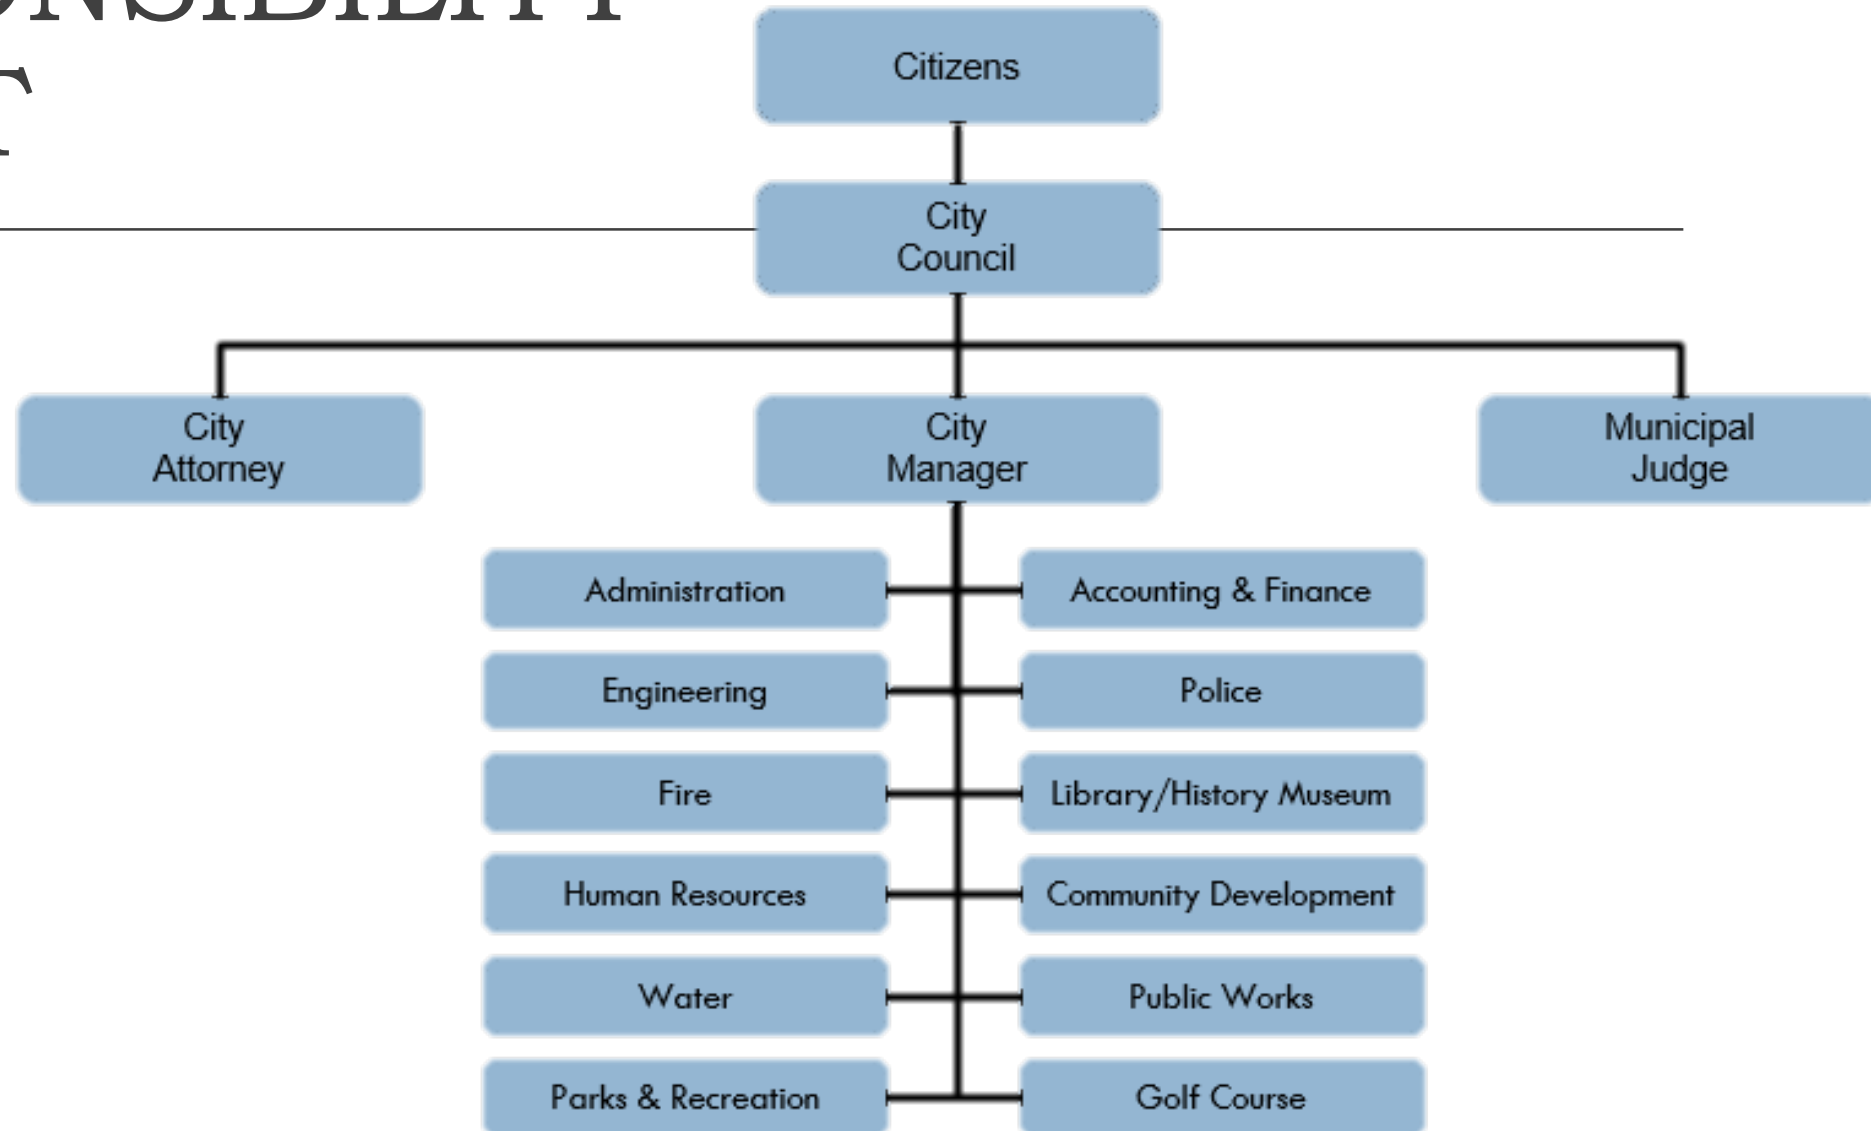 Citizens
City
Council
City
Attorney
City
Manager
Municipal
Judge
Administration
Accounting & Finance
Engineering
Police
Fire
Library/History Museum
Human Resources
Community Development
Water
Public Works
Parks & Recreation
Golf Course